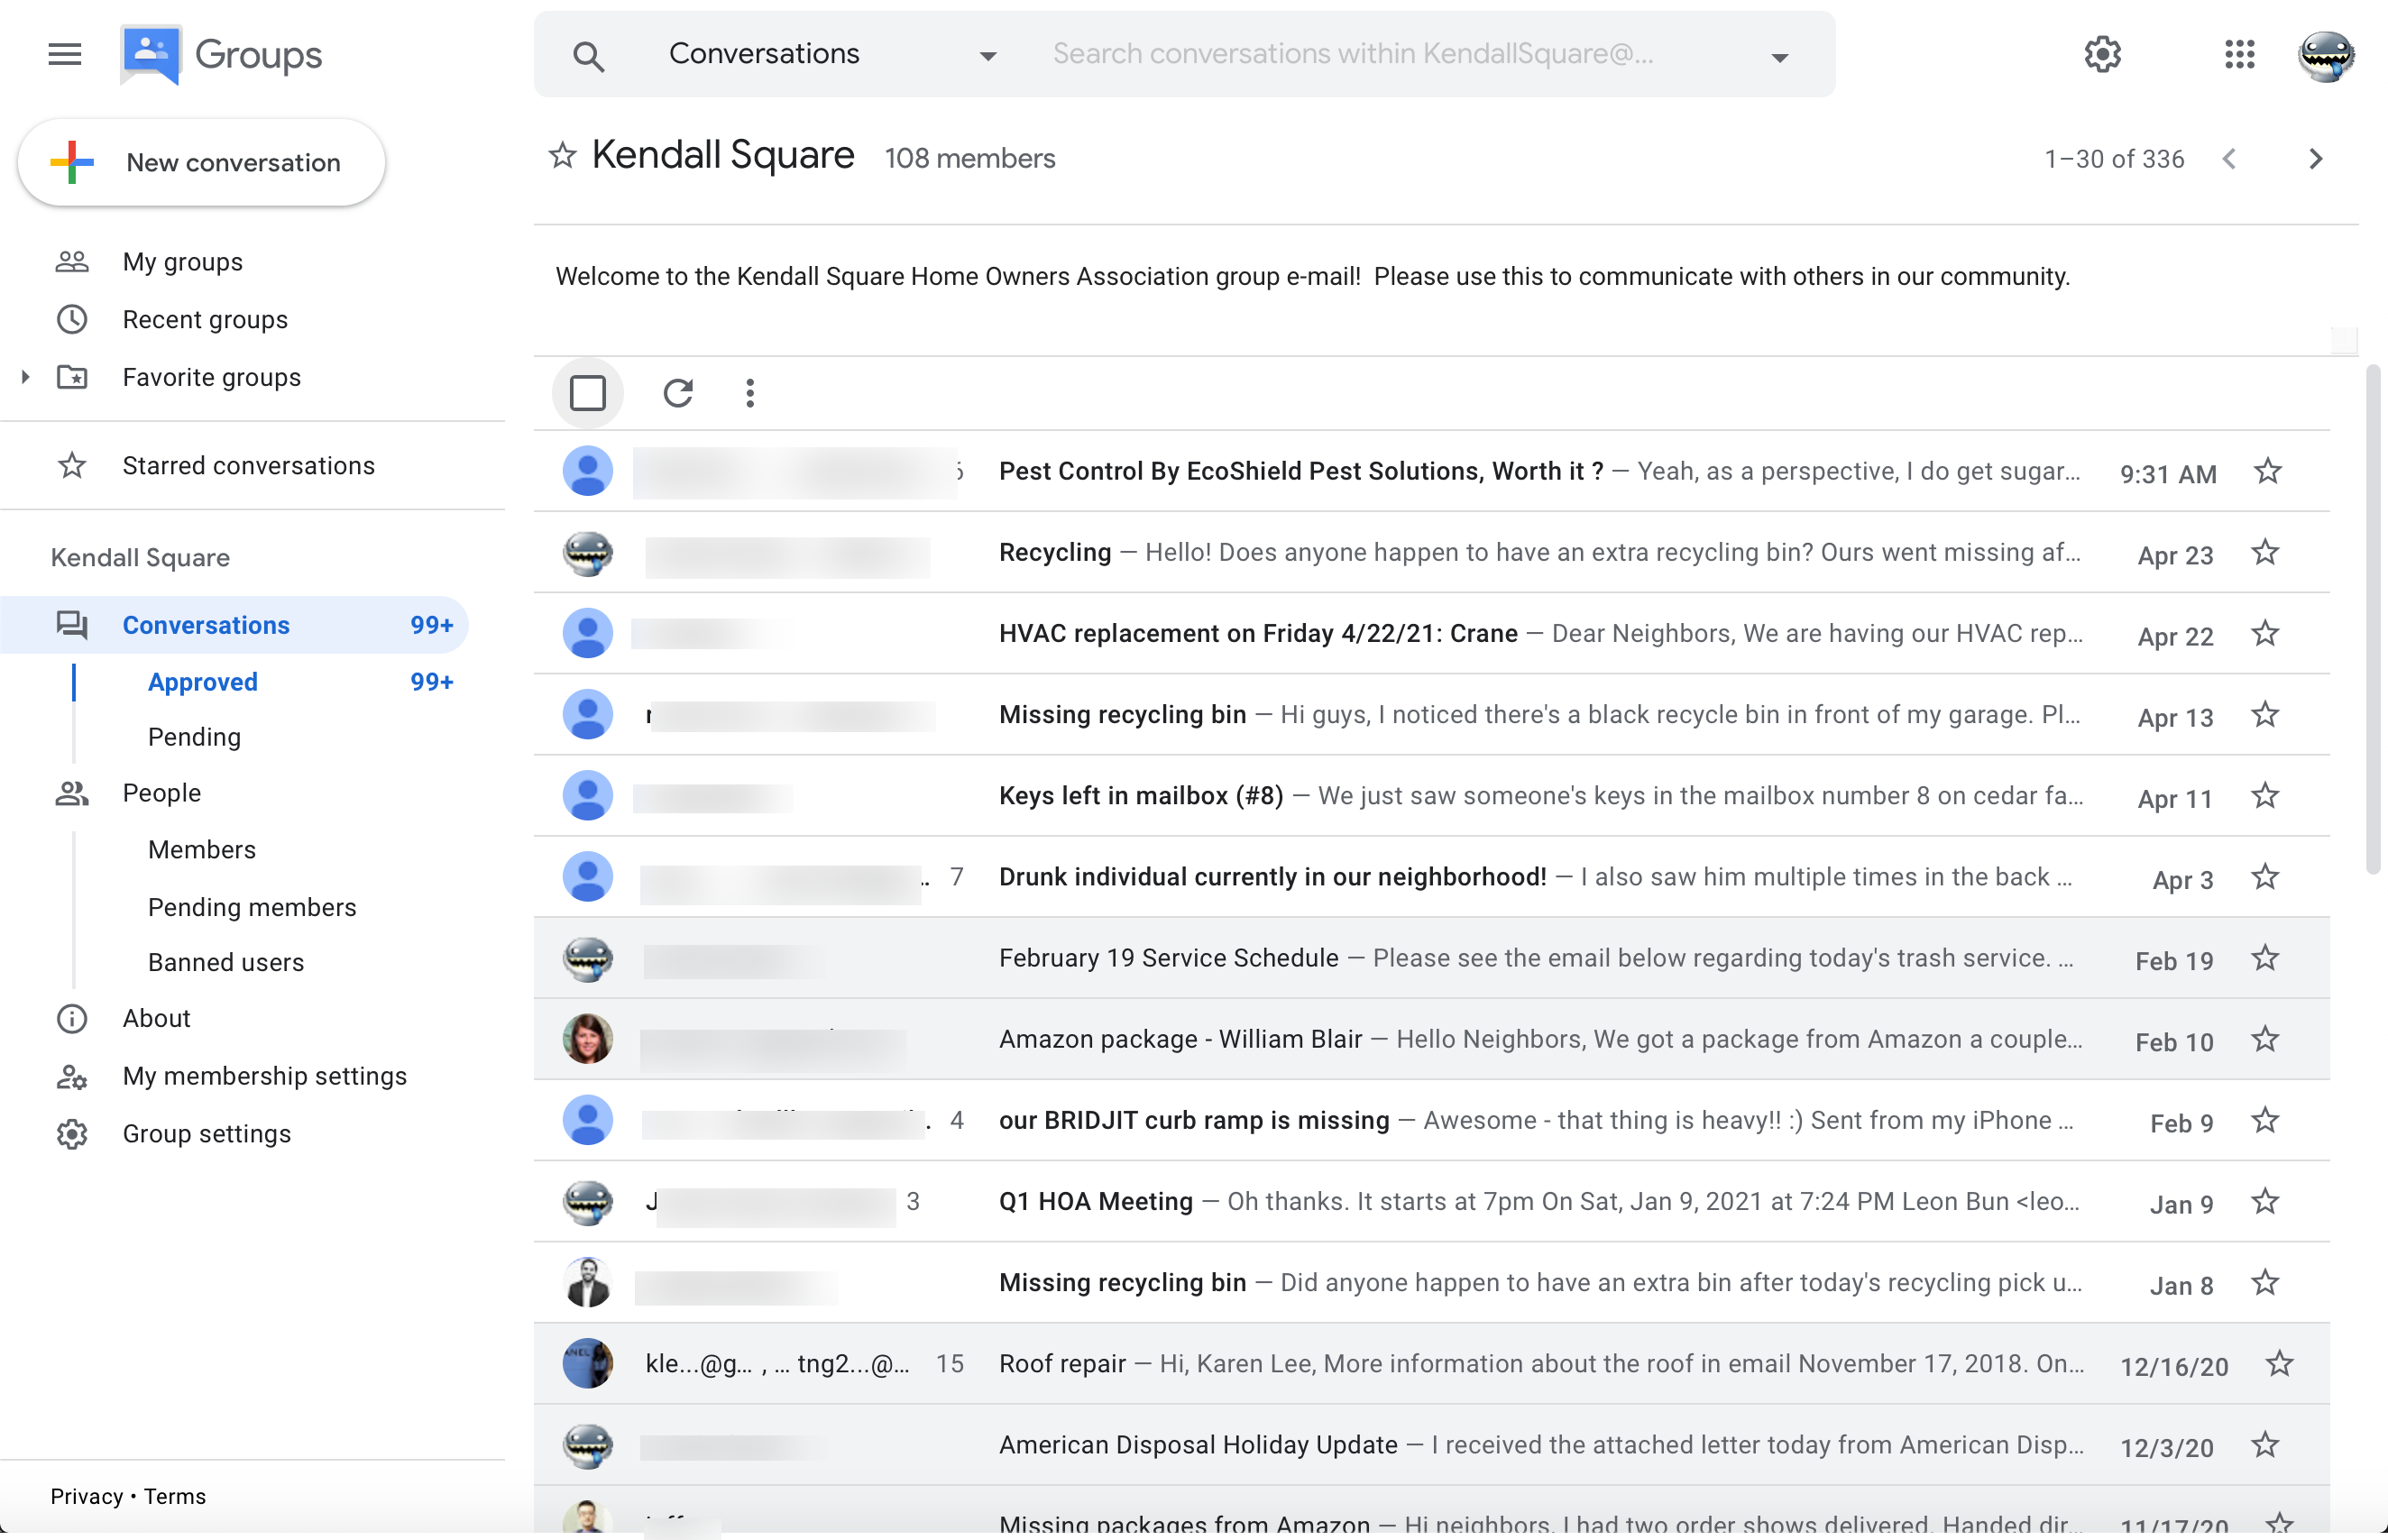 Groups
Conversations
Search conversations within KendallSquare@...
New conversation
Kendall Square 108 members
1–30 of 336
My groups
Recent groups
Favorite groups
Starred conversations
Kendall Square
Conversations 99+
Approved 99+
Pending
People
Members
Pending members
Banned users
About
My membership settings
Group settings
Privacy • Terms
Welcome to the Kendall Square Home Owners Association group e-mail!  Please use this to communicate with others in our community.
Pest Control By EcoShield Pest Solutions, Worth it ? — Yeah, as a perspective, I do get sugar... 9:31 AM
Recycling — Hello! Does anyone happen to have an extra recycling bin? Ours went missing af... Apr 23
HVAC replacement on Friday 4/22/21: Crane — Dear Neighbors, We are having our HVAC rep... Apr 22
Missing recycling bin — Hi guys, I noticed there's a black recycle bin in front of my garage. Pl... Apr 13
Keys left in mailbox (#8) — We just saw someone's keys in the mailbox number 8 on cedar fa... Apr 11
7 Drunk individual currently in our neighborhood! — I also saw him multiple times in the back ... Apr 3
February 19 Service Schedule — Please see the email below regarding today's trash service. ... Feb 19
Amazon package - William Blair — Hello Neighbors, We got a package from Amazon a couple... Feb 10
4 our BRIDJIT curb ramp is missing — Awesome - that thing is heavy!! :) Sent from my iPhone ... Feb 9
J 3 Q1 HOA Meeting — Oh thanks. It starts at 7pm On Sat, Jan 9, 2021 at 7:24 PM Leon Bun <leo... Jan 9
Missing recycling bin — Did anyone happen to have an extra bin after today's recycling pick u... Jan 8
kle...@g... , ... tng2...@... 15 Roof repair — Hi, Karen Lee, More information about the roof in email November 17, 2018. On... 12/16/20
American Disposal Holiday Update — I received the attached letter today from American Disp... 12/3/20
Missing packages from Amazon — Hi neighbors, I had two order shows delivered. Handed dir... 11/17/20